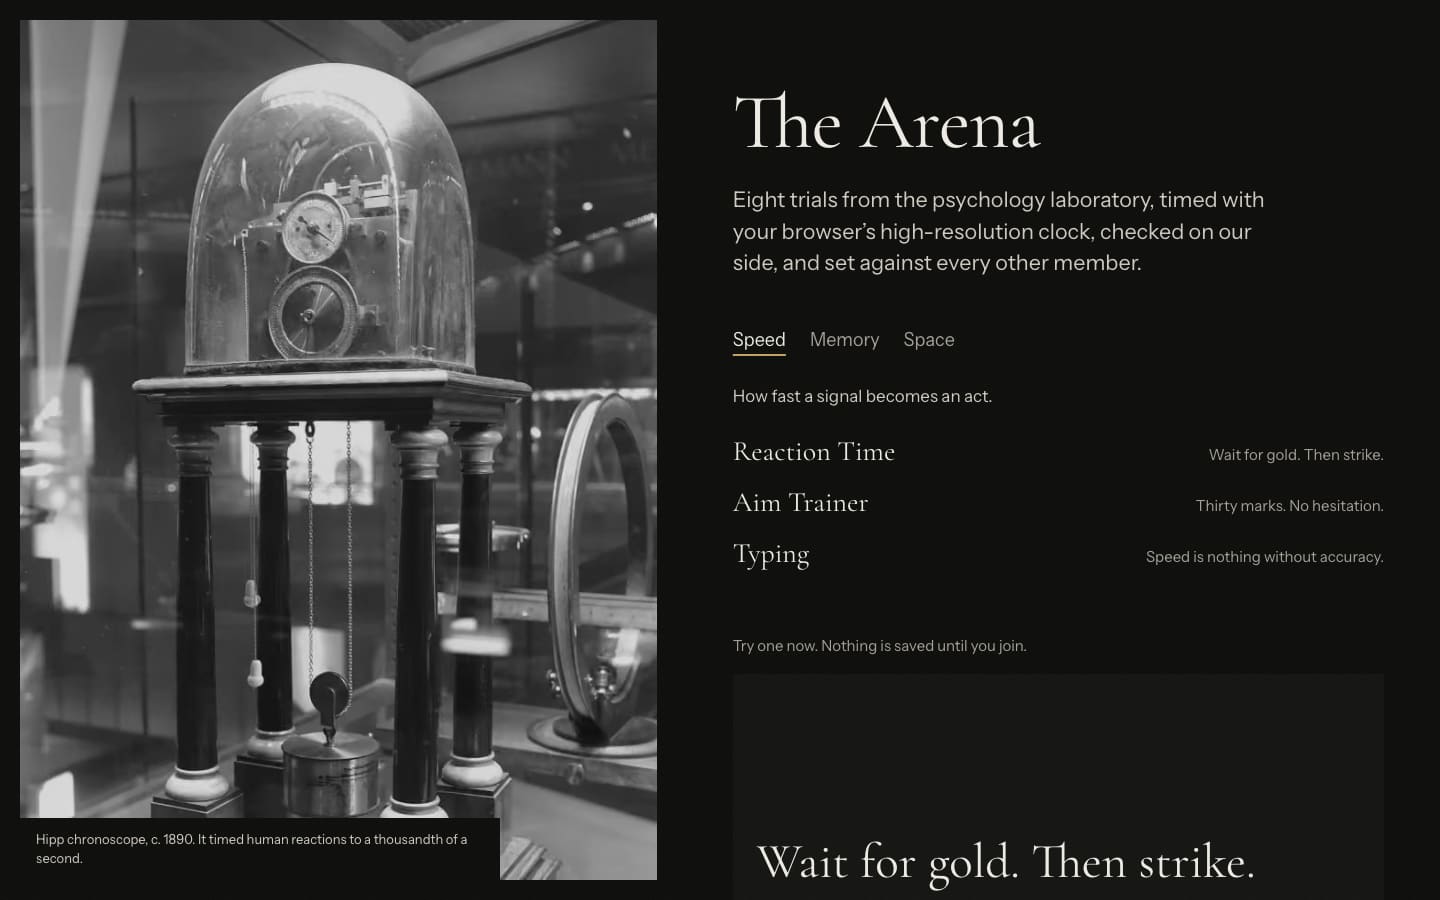 The Arena
Eight trials from the psychology laboratory, timed with
your browser’s high-resolution clock, checked on our
side, and set against every other member.
Speed Memory Space
How fast a signal becomes an act.
Reaction Time Wait for gold. Then strike.
Aim Trainer Thirty marks. No hesitation.
Typing Speed is nothing without accuracy.
Try one now. Nothing is saved until you join.
Wait for gold. Then strike.
Hipp chronoscope, c. 1890. It timed human reactions to a thousandth of a
second.